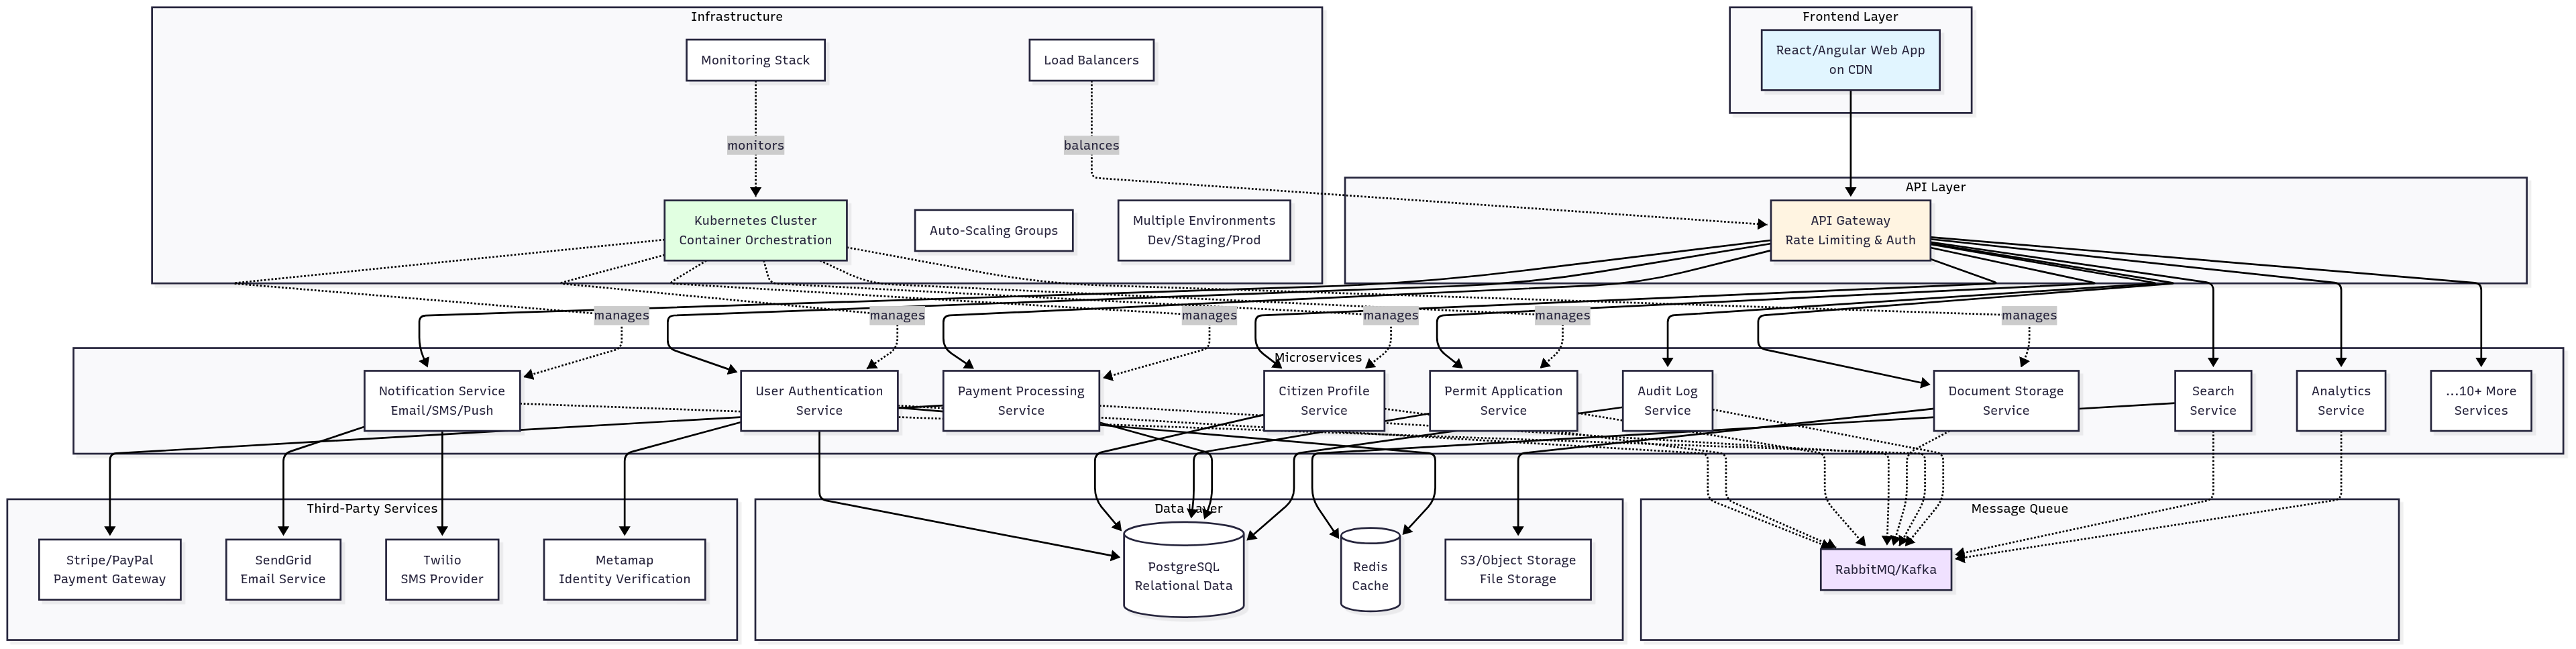 Infrastructure
Frontend Layer
Monitoring Stack
Load Balancers
React/Angular Web App
on CDN
monitors
balances
API Layer
Kubernetes Cluster
Container Orchestration
Auto-Scaling Groups
Multiple Environments
Dev/Staging/Prod
API Gateway
Rate Limiting & Auth
manages
manages
manages
manages
manages
manages
Microservices
Notification Service
Email/SMS/Push
User Authentication
Service
Payment Processing
Service
Citizen Profile
Service
Permit Application
Service
Audit Log
Service
Document Storage
Service
Search
Service
Analytics
Service
...10+ More
Services
Third-Party Services
Data Layer
Message Queue
Stripe/PayPal
Payment Gateway
SendGrid
Email Service
Twilio
SMS Provider
Metamap
Identity Verification
PostgreSQL
Relational Data
Redis
Cache
S3/Object Storage
File Storage
RabbitMQ/Kafka